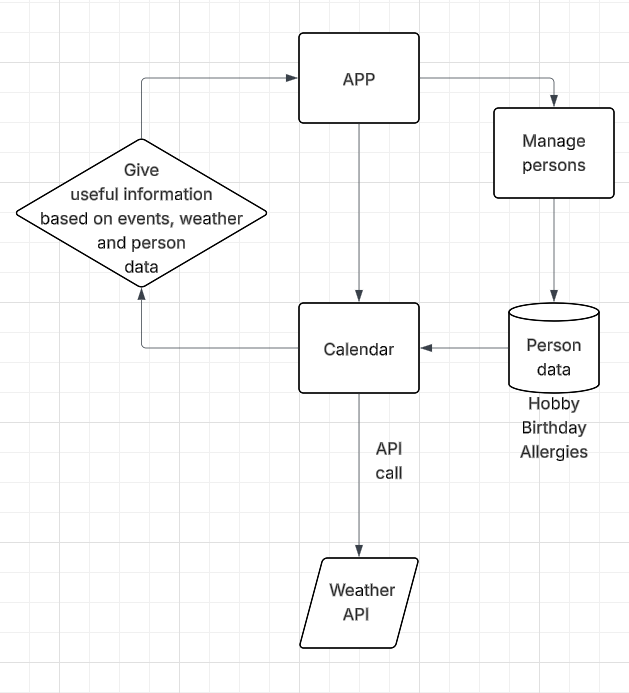 APP
Manage
persons
Give
useful information
based on events, weather
and person
data
Calendar
Person
data
Hobby
Birthday
Allergies
API
call
Weather
API